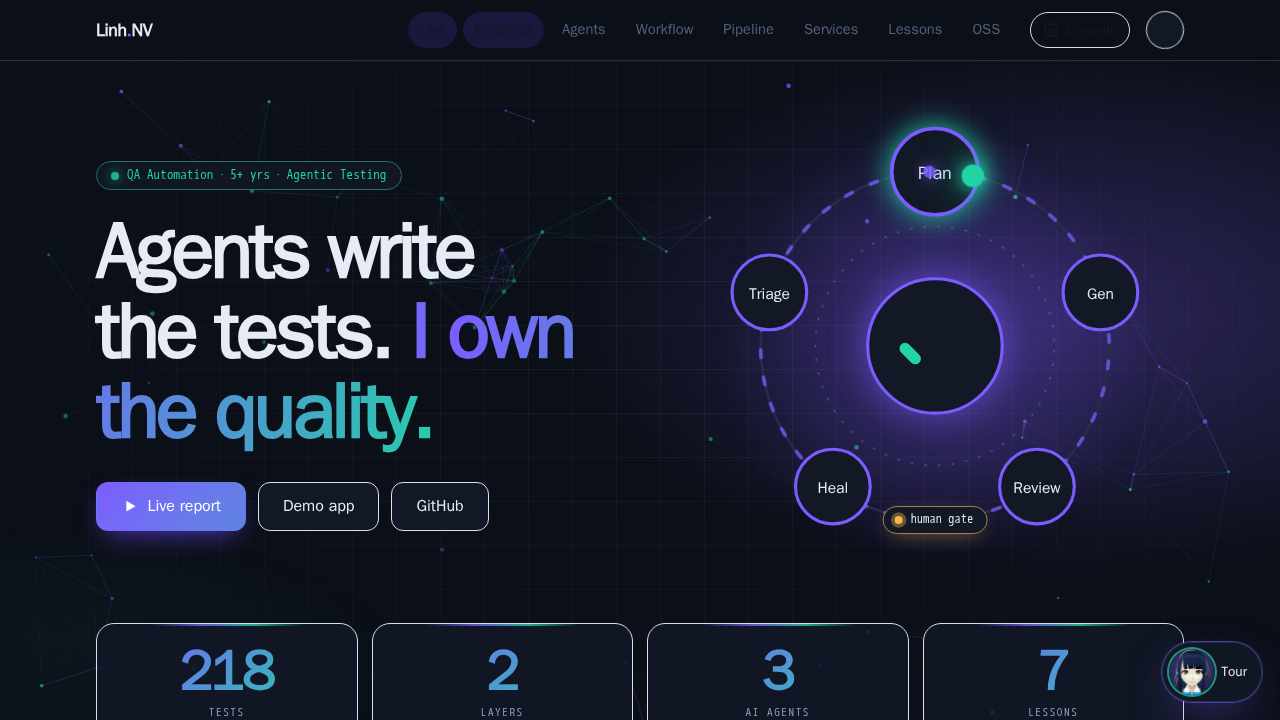 Linh.NV
Agents
Workflow
Pipeline
Services
Lessons
OSS
QA Automation · 5+ yrs · Agentic Testing
Agents write
the tests. I own
the quality.
Live report
Demo app
GitHub
Plan
Triage
Gen
Heal
Review
human gate
218
TESTS
2
LAYERS
3
AI AGENTS
7
LESSONS
Tour